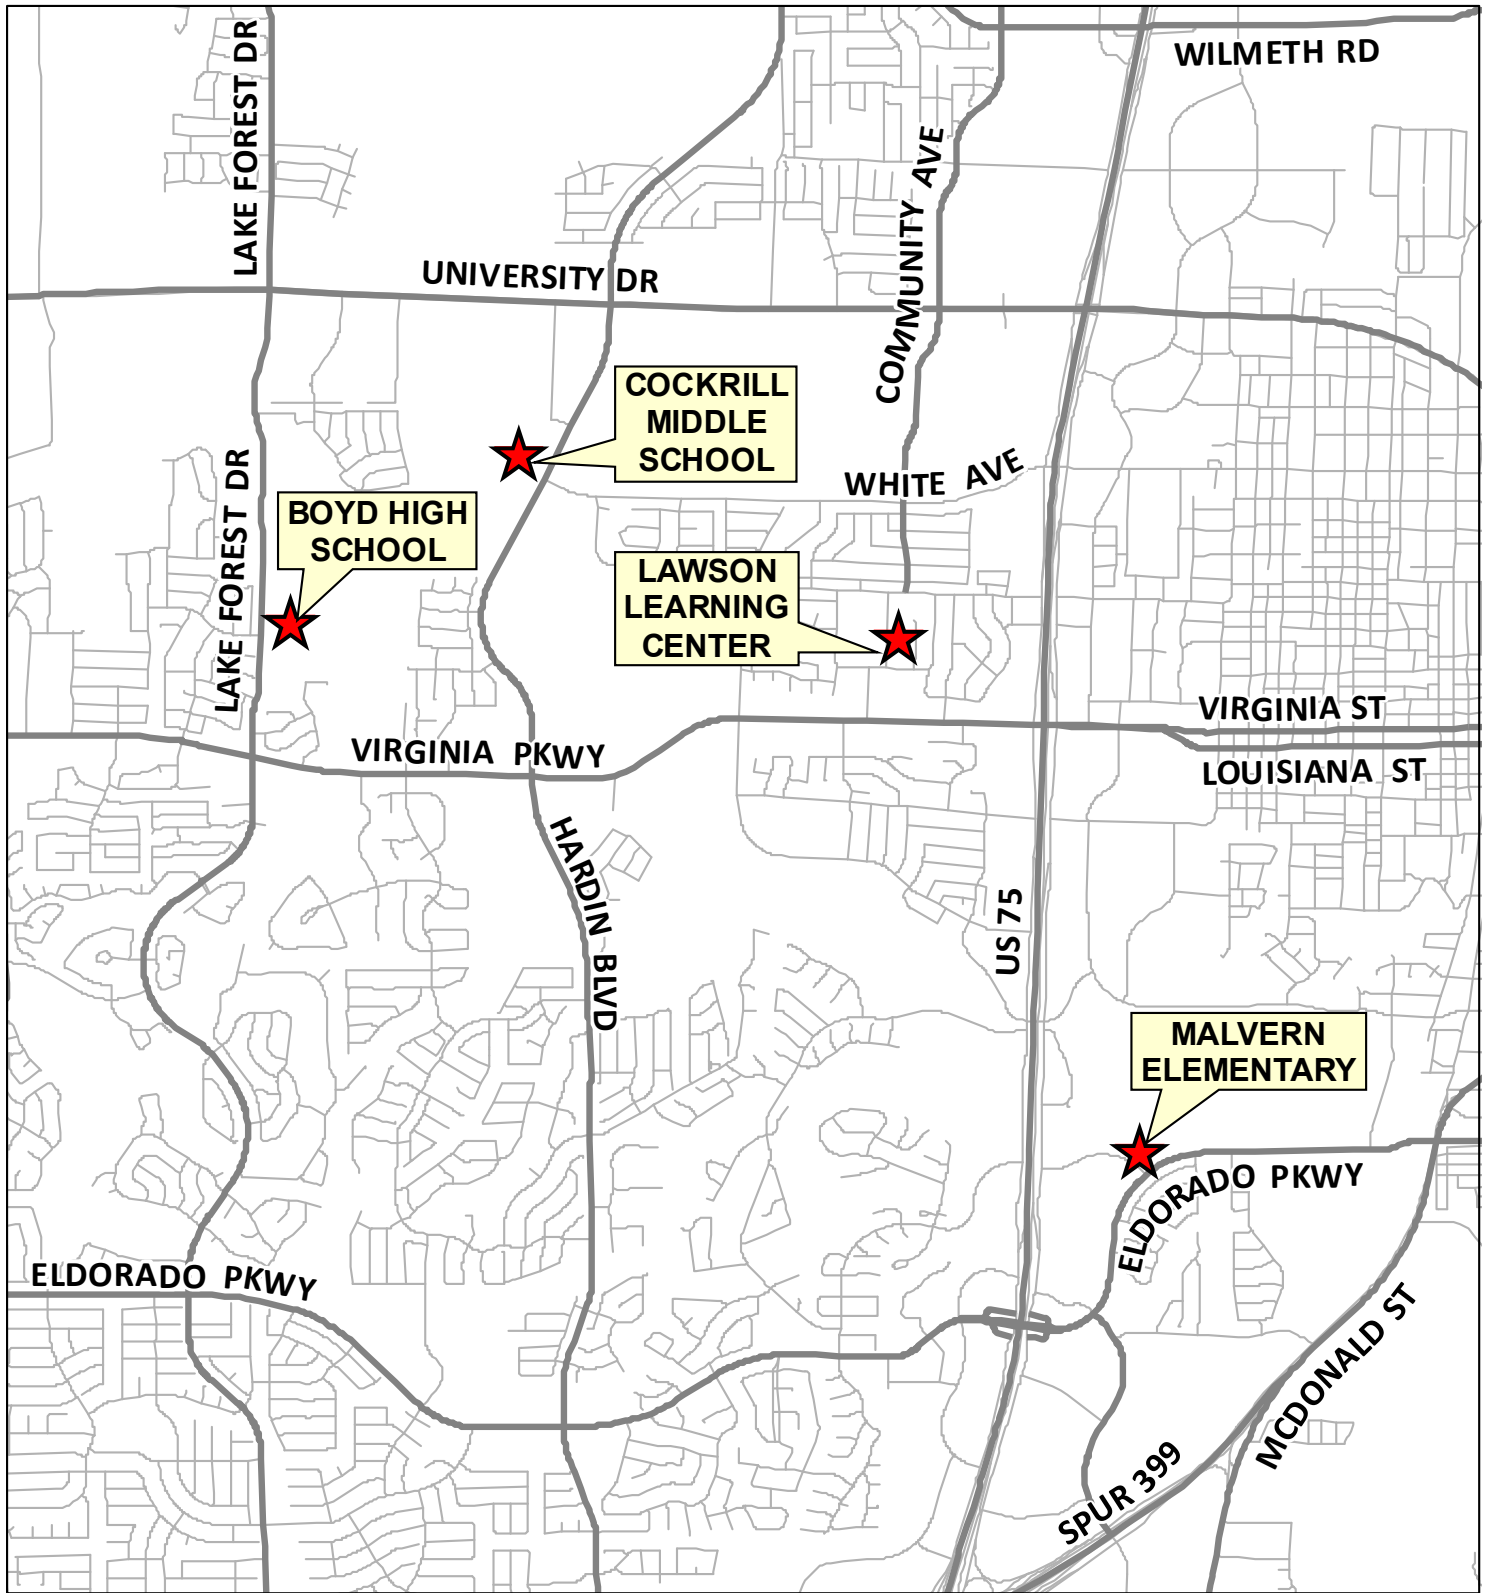 WILMETH RD
LAKE FOREST DR
COMMUNITY AVE
UNIVERSITY DR
COCKRILL
MIDDLE
SCHOOL
WHITE AVE
LAKE FOREST DR
BOYD HIGH
SCHOOL
LAWSON
LEARNING
CENTER
VIRGINIA ST
VIRGINIA PKWY
LOUISIANA ST
HARDIN BLVD
US 75
MALVERN
ELEMENTARY
ELDORADO PKWY
ELDORADO PKWY
MCDONALD ST
SPUR 399